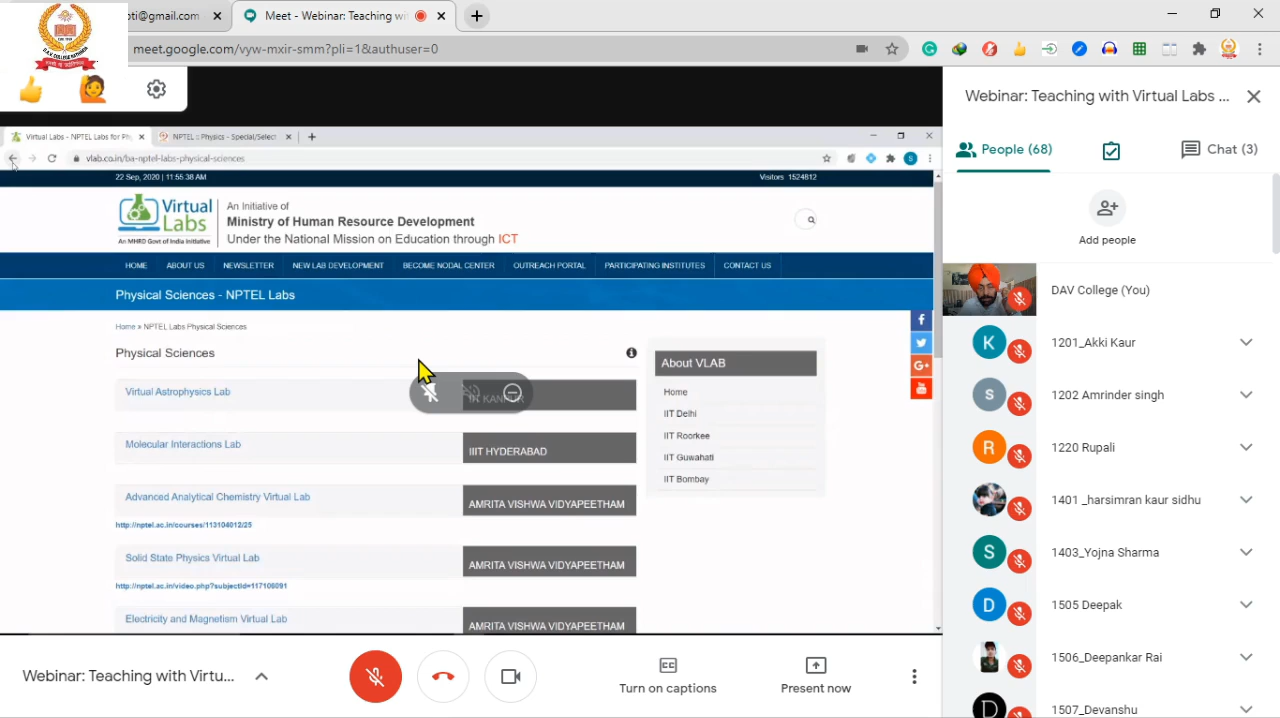 oti@gmail.com
Meet - Webinar: Teaching wit
meet.google.com/vyw-mxir-smm?pli=1&authuser=0
Webinar: Teaching with Virtual Labs ...
People (68)
Chat (3)
Add people
DAV College (You)
K
1201_Akki Kaur
s
1202 Amrinder singh
R
1220 Rupali
1401 _harsimran kaur sidhu
S
1403_Yojna Sharma
D
1505 Deepak
1506_Deepankar Rai
D
1507_Devanshu
Virtual Labs - NPTEL Labs for Ph
NPTEL :: Physics - Special/Select
S
vlab.co.in/ba-nptel-labs-physical-sciences
22 Sep, 2020 | 11:55:38 AM
Visitors 1524812
Virtual Labs
An MHRD Govt of India Initiative
An Initiative of
Ministry of Human Resource Development
Under the National Mission on Education through ICT
HOME
ABOUT US
NEWSLETTER
NEW LAB DEVELOPMENT
BECOME NODAL CENTER
OUTREACH PORTAL
PARTICIPATING INSTITUTES
CONTACT US
Physical Sciences - NPTEL Labs
Home » NPTEL Labs Physical Sciences
Physical Sciences
Virtual Astrophysics Lab
IIT KANPUR
Molecular Interactions Lab
IIIT HYDERABAD
Advanced Analytical Chemistry Virtual Lab
AMRITA VISHWA VIDYAPEETHAM
http://nptel.ac.in/courses/113104012/25
Solid State Physics Virtual Lab
AMRITA VISHWA VIDYAPEETHAM
http://nptel.ac.in/video.php?subjectId=117108091
Electricity and Magnetism Virtual Lab
AMRITA VISHWA VIDYAPEETHAM
About VLAB
Home
IIT Delhi
IIT Roorkee
IIT Guwahati
IIT Bombay
Webinar: Teaching with Virtu...
Turn on captions
Present now